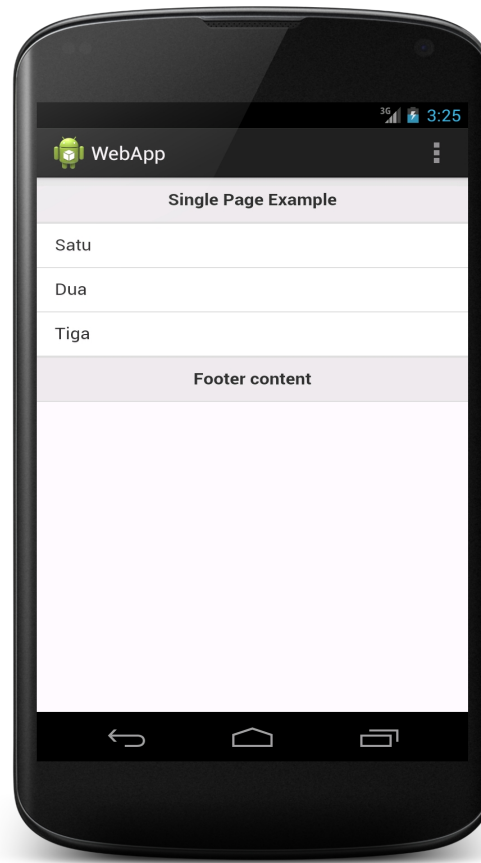 3G
3:25
WebApp
Single Page Example
Satu
Dua
Tiga
Footer content